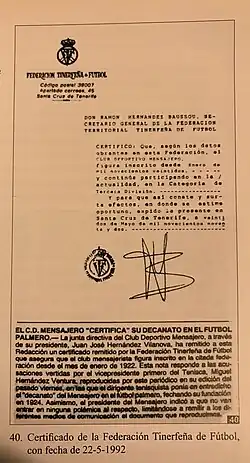 FEDERACION TINERFEÑA DE FUTBOL
Código postal 38007
Apartado correos, 45
Santa Cruz de Tenerife
DON RAMON HERNANDEZ BAUESOU, SE-
CRETARIO GENERAL DE LA FEDERACION
TERRITORIAL TINERFEÑA DE FUTBOL
CERTIFICO: Que, según los datos
obrantes en esta Federación, el
CLUB DEPORTIVO MENSAJERO,
figura inscrito desde Enero de
mil novecientos veintidos,
y continúa participando en la /
actualidad, en la Categoría de
Tercera División.
Y para que así conste y sur-
ta efectos, en donde se estime
oportuno, expido la presente en
Santa Cruz de Tenerife, a veinti-
dos de Mayo de mil novecientos noven-
ta y dos.
EL C.D. MENSAJERO "CERTIFICA" SU DECANATO EN EL FUTBOL
PALMERO.— La junta directiva del Club Deportivo Mensajero, a través
de su presidente, Juan José Hernández Vilanova, ha remitido a esta
Redacción un certificado remitido por la Federación Tinerfeña de Fútbol
que asegura que el club mensajerista figura inscrito en la citada federa-
ción desde el mes de enero de 1922. Esta nota responde a las acu-
saciones vertidas por el vicepresidente primero del Tenisca, Miguel
Hernández Ventura, reproducidas por este periódico en su edición del
pasado viernes, en las que el dirigente teniscquista ponía en entredicho
el "decanato" del Mensajero en el fútbol palmero, fechando su fundación
en 1924. Asimismo, el presidente del Mensajero indicó a que no van a
entrar en ninguna polémica al respecto, limitándose a remitir a los di-
ferentes medios de comunicación el documento que reproducimos.
40
40. Certificado de la Federación Tinerfeña de Fútbol,
con fecha de 22-5-1992